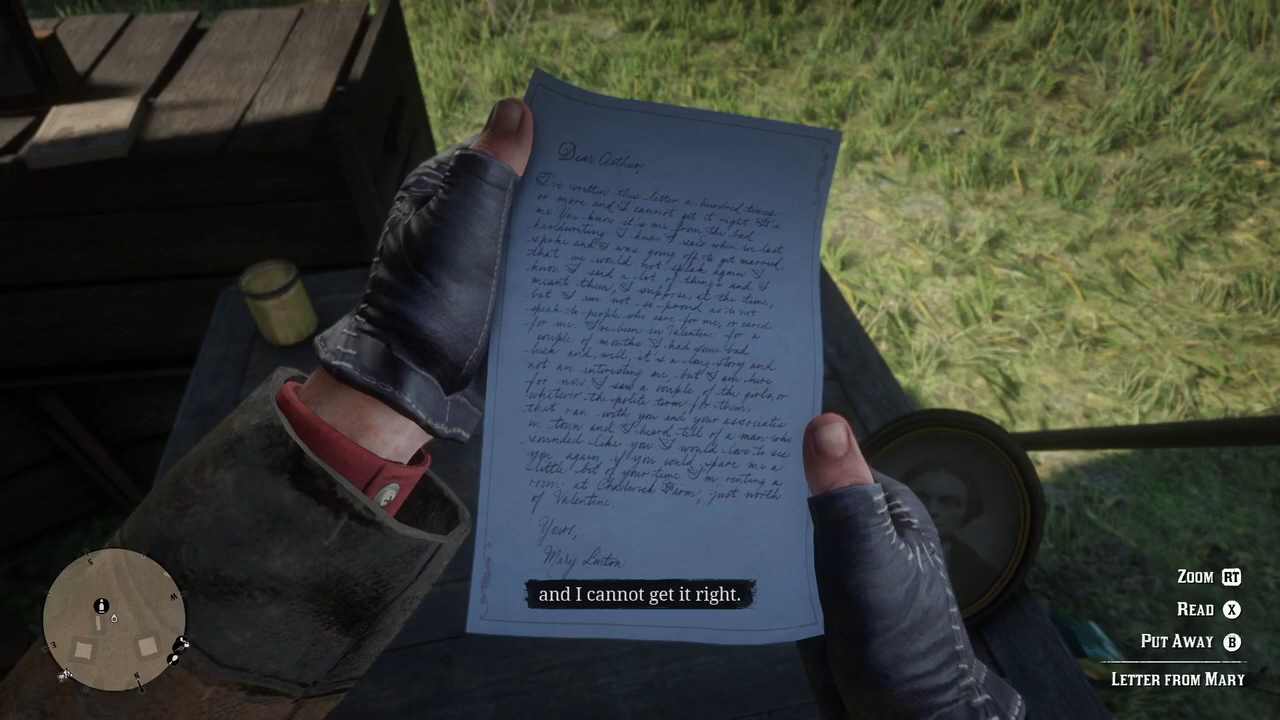 Dear Arthur,
I've written this letter a hundred times
or more and I cannot get it right. It's
me. You know it is me from the bad
handwriting. I know I said when we last
spoke and I was going off to get married
that we would not speak again. I
know I said a lot of things and I
meant them, I suppose, at the time,
but I am not so proud as to not
speak to people who care for me, or cared
for me. I've been in Valentine for a
couple of months. I had some bad
luck and, well, it's a long story and
not an interesting one, but I am here
for now. I saw a couple of the girls, or
whatever the polite term for them,
that ran with you and your associates
in town and I heard tell of a man who
sounded like you. I would love to see
you again, if you could spare me a
little bit of your time. I'm renting a
room at Chadwick Farm, just north
of Valentine.
Yours,
Mary Linton
and I cannot get it right.
ZOOM RT
READ X
PUT AWAY B
LETTER FROM MARY
S
W
E
N